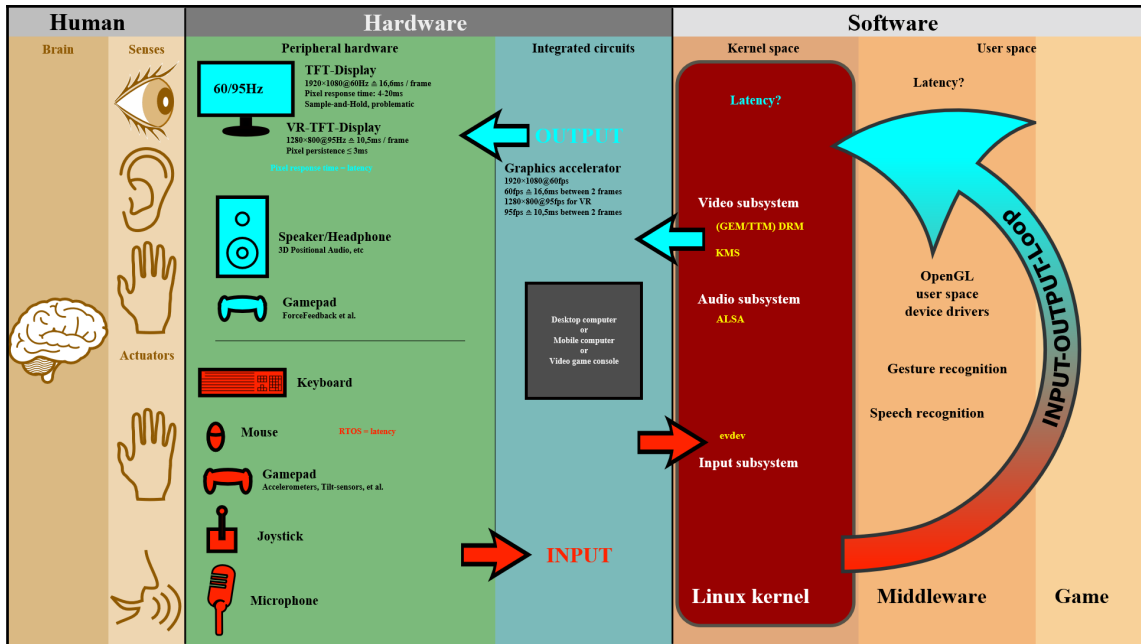 Human
Hardware
Software
Brain
Senses
Peripheral hardware
Integrated circuits
Kernel space
User space
60/95Hz
TFT-Display
1920×1080@60Hz ≙ 16,6ms / frame
Pixel response time: 4-20ms
Sample-and-Hold, problematic
VR-TFT-Display
1280×800@95Hz ≙ 10,5ms / frame
Pixel persistence ≤ 3ms
Pixel response time = latency
OUTPUT
Graphics accelerator
1920×1080@60fps
60fps ≙ 16,6ms between 2 frames
1280×800@95fps for VR
95fps ≙ 10,5ms between 2 frames
Latency?
Latency?
Video subsystem
(GEM/TTM) DRM
KMS
Audio subsystem
ALSA
Speaker/Headphone
3D Positional Audio, etc
Gamepad
ForceFeedback et al.
Desktop computer
or
Mobile computer
or
Video game console
OpenGL
user space
device drivers
INPUT-OUTPUT-Loop
Actuators
Keyboard
Gesture recognition
Speech recognition
Mouse
RTOS = latency
evdev
Input subsystem
Gamepad
Accelerometers, Tilt-sensors, et al.
Joystick
INPUT
Microphone
Linux kernel
Middleware
Game